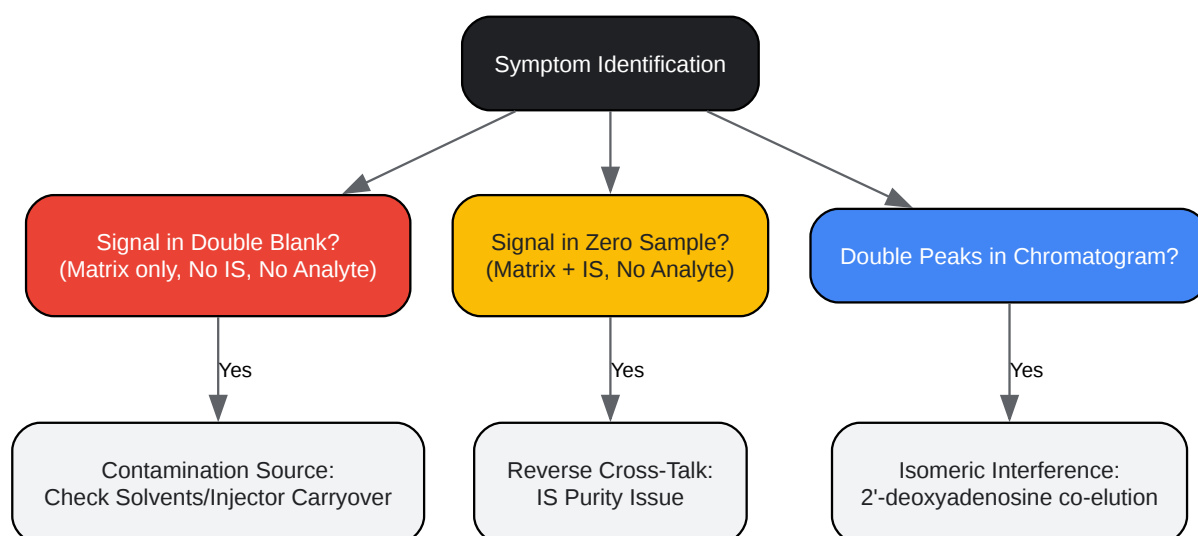 Symptom Identification
Signal in Double Blank?
(Matrix only, No IS, No Analyte)
Signal in Zero Sample?
(Matrix + IS, No Analyte)
Double Peaks in Chromatogram?
Yes
Yes
Yes
Contamination Source:
Check Solvents/Injector Carryover
Reverse Cross-Talk:
IS Purity Issue
Isomeric Interference:
2'-deoxyadenosine co-elution